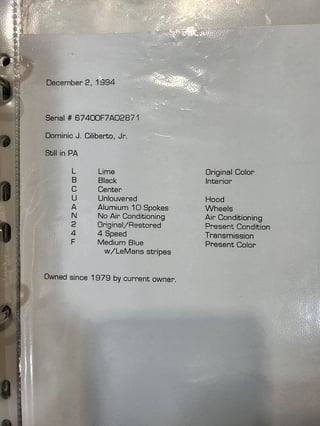 December 2, 1994
Serial # 67400F7A02871
Dominic J. Ciliberto, Jr.
Still in PA
L Lime Original Color
B Black Interior
C Center
U Unlouvered Hood
A Alumium 10 Spokes Wheels
N No Air Conditioning Air Conditioning
2 Original/Restored Present Condition
4 4 Speed Transmission
F Medium Blue Present Color
w/LeMans stripes
Owned since 1979 by current owner.